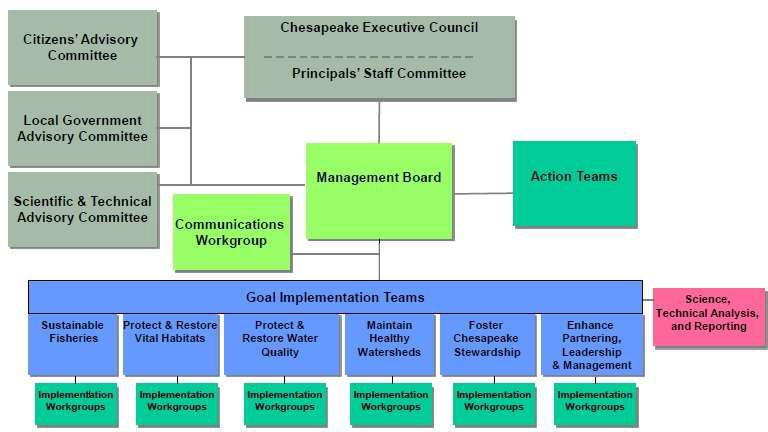 Citizens' Advisory
Committee
Chesapeake Executive Council
Principals' Staff Committee
Local Government
Advisory Committee
Scientific & Technical
Advisory Committee
Management Board
Action Teams
Communications
Workgroup
Goal Implementation Teams
Science,
Technical Analysis,
and Reporting
Sustainable
Fisheries
Protect & Restore
Vital Habitats
Protect &
Restore Water
Quality
Maintain
Healthy
Watersheds
Foster
Chesapeake
Stewardship
Enhance
Partnering,
Leadership
& Management
Implementation
Workgroups
Implementation
Workgroups
Implementation
Workgroups
Implementation
Workgroups
Implementation
Workgroups
Implementation
Workgroups